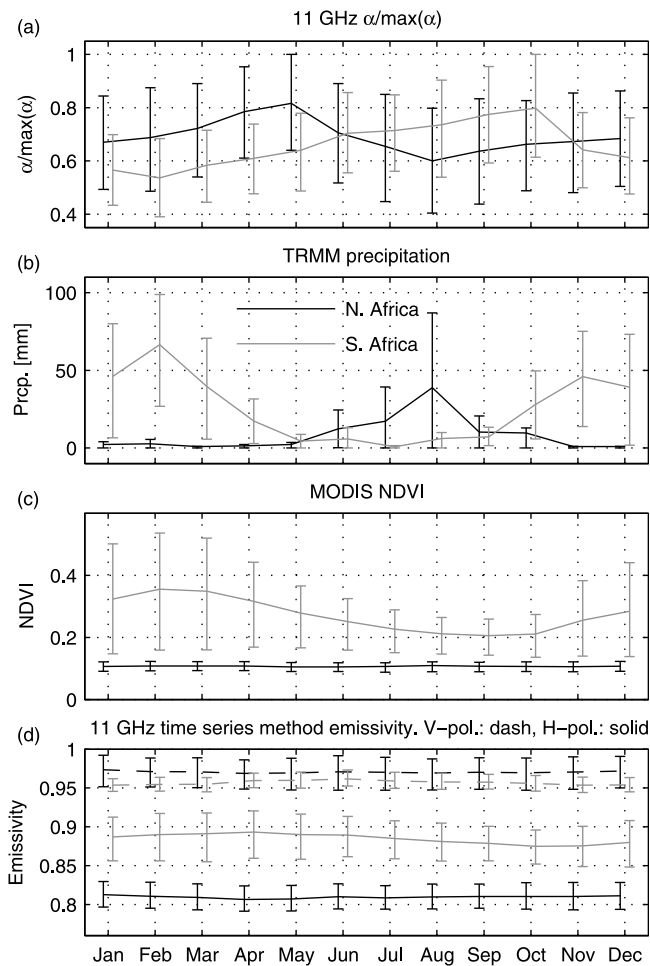 (a)
11 GHz α/max(α)
α/max(α)
1
0.8
0.6
0.4
(b)
TRMM precipitation
Prcp. [mm]
100
50
0
N. Africa
S. Africa
(c)
MODIS NDVI
NDVI
0.4
0.2
0
(d)
11 GHz time series method emissivity. V−pol.: dash, H−pol.: solid
Emissivity
1
0.95
0.9
0.85
0.8
Jan Feb Mar Apr May Jun Jul Aug Sep Oct Nov Dec